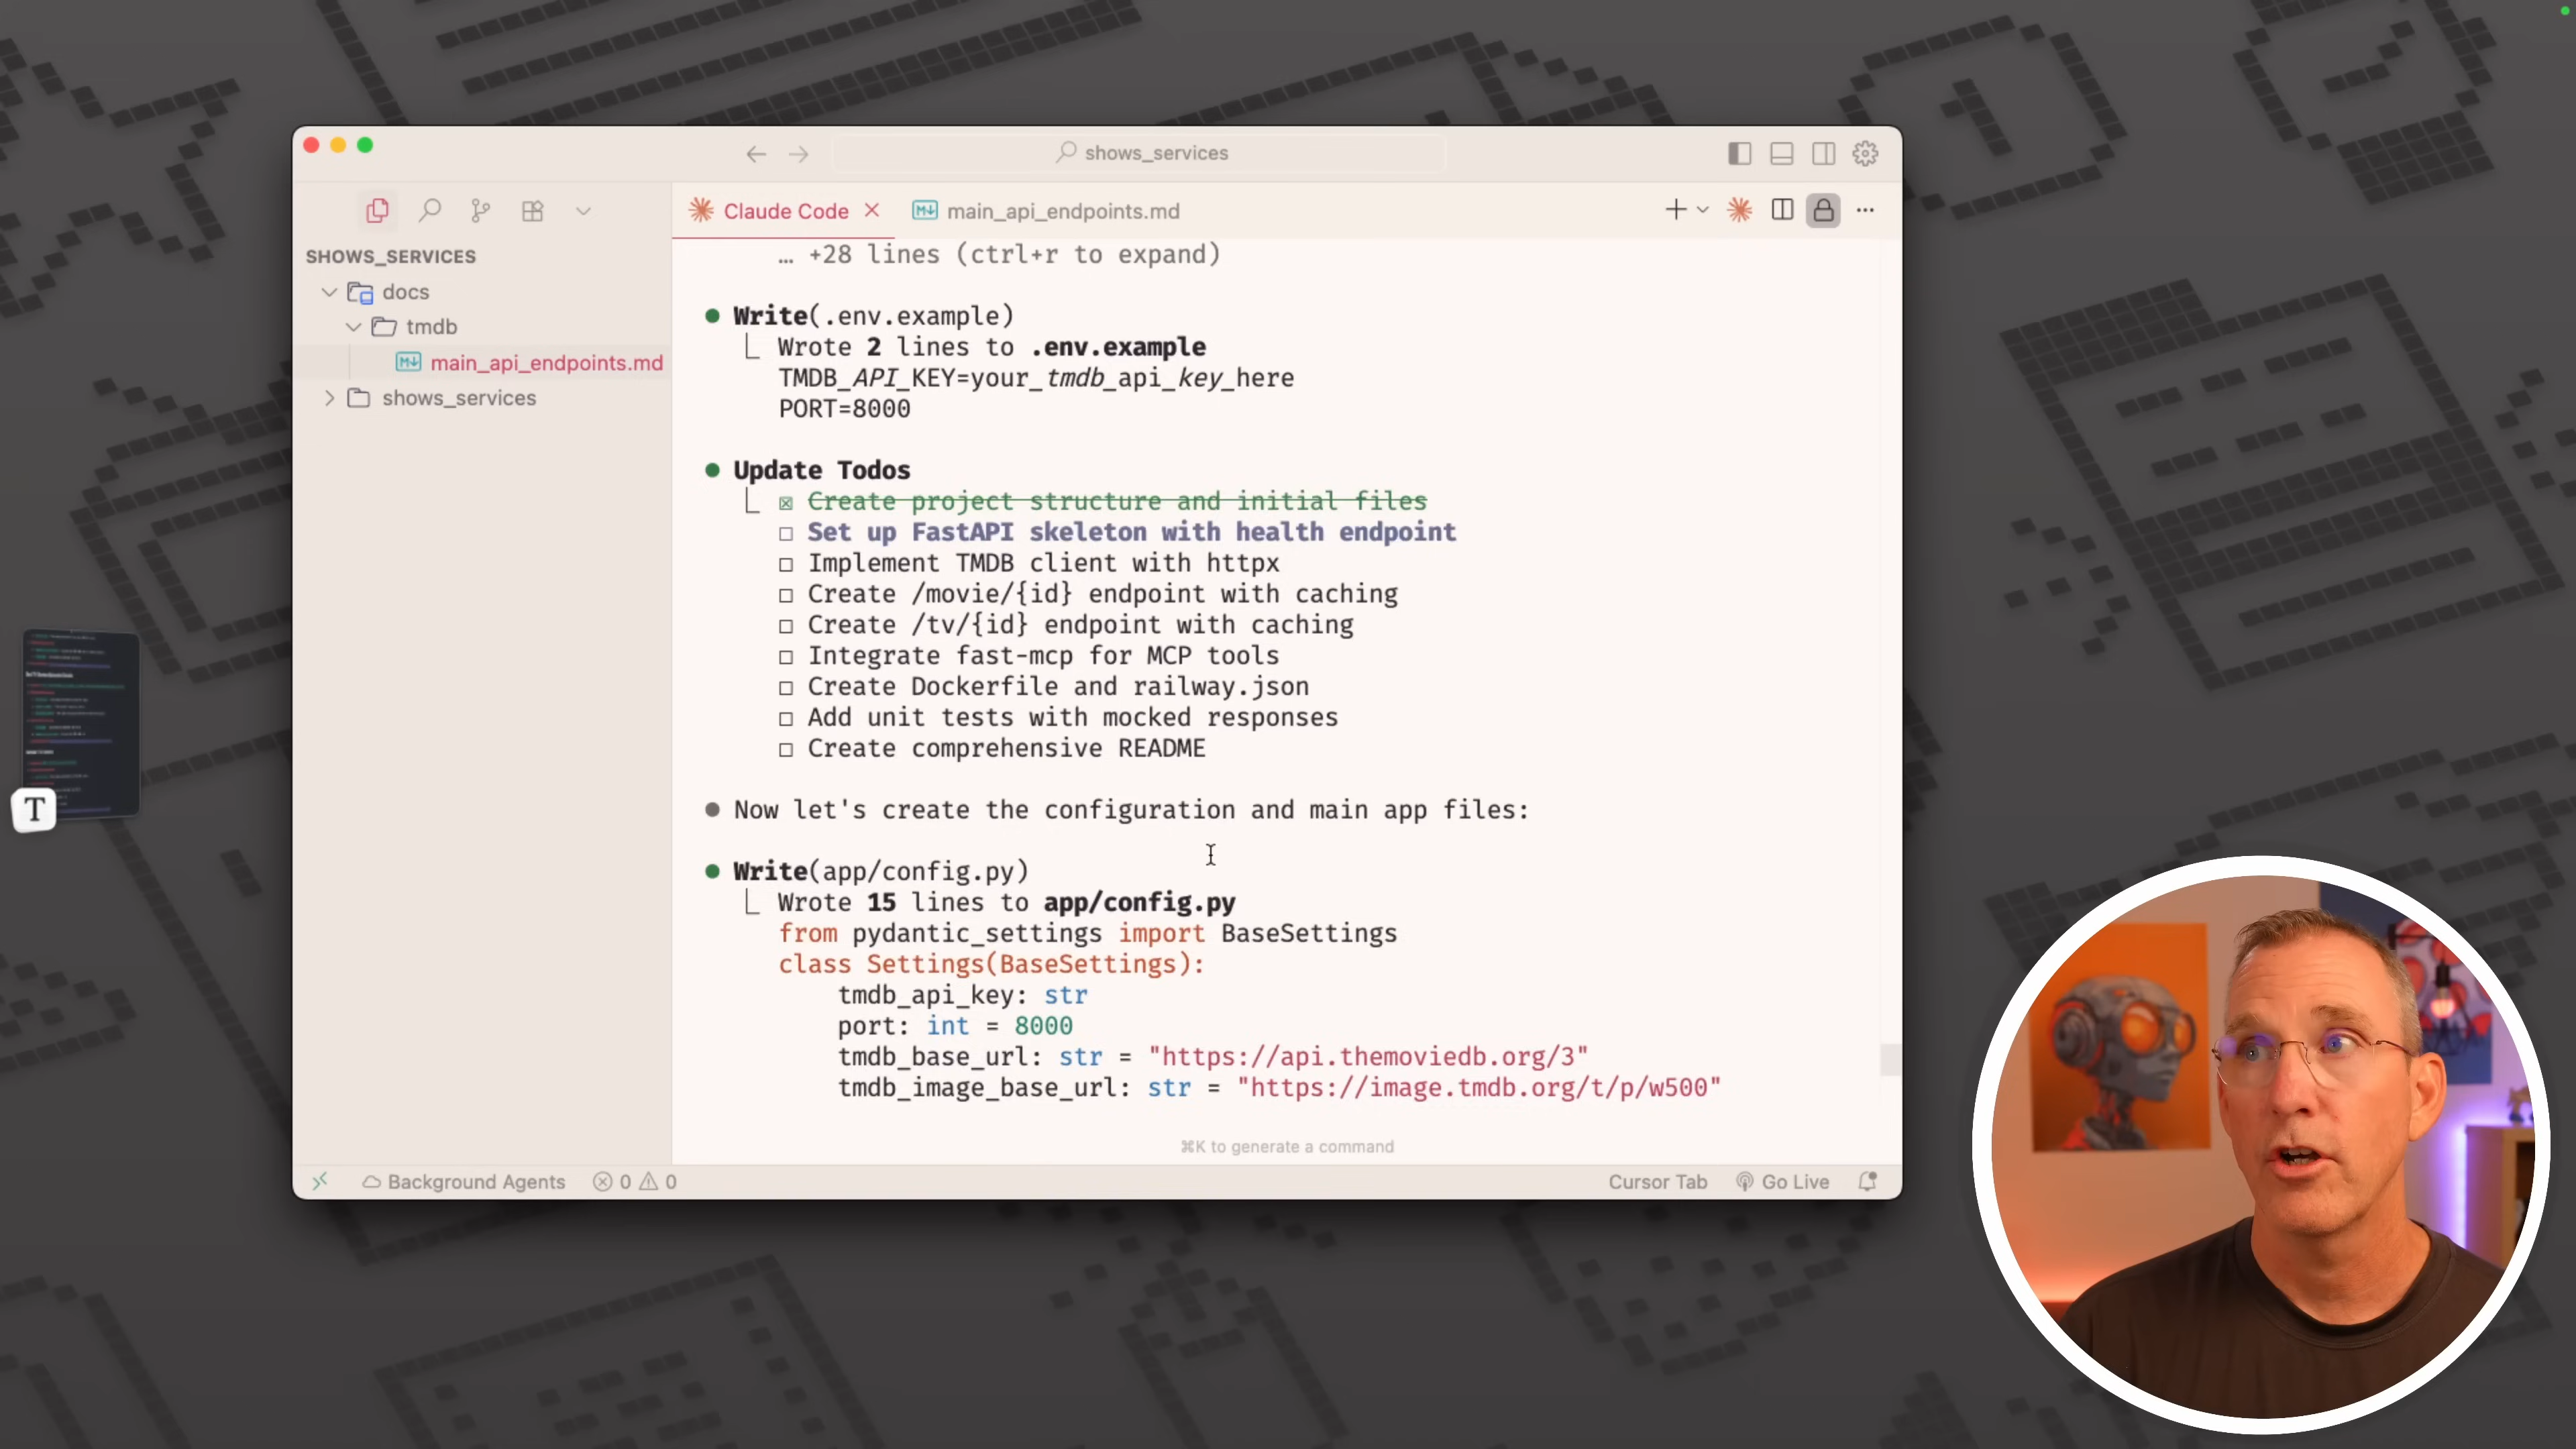 shows_services
Claude Code
main_api_endpoints.md
SHOWS_SERVICES
docs
tmdb
main_api_endpoints.md
shows_services
… +28 lines (ctrl+r to expand)
Write(.env.example)
Wrote 2 lines to .env.example
TMDB_API_KEY=your_tmdb_api_key_here
PORT=8000
Update Todos
☒ Create project structure and initial files
☐ Set up FastAPI skeleton with health endpoint
☐ Implement TMDB client with httpx
☐ Create /movie/{id} endpoint with caching
☐ Create /tv/{id} endpoint with caching
☐ Integrate fast-mcp for MCP tools
☐ Create Dockerfile and railway.json
☐ Add unit tests with mocked responses
☐ Create comprehensive README
Now let's create the configuration and main app files:
Write(app/config.py)
Wrote 15 lines to app/config.py
from pydantic_settings import BaseSettings
class Settings(BaseSettings):
tmdb_api_key: str
port: int = 8000
tmdb_base_url: str = "https://api.themoviedb.org/3"
tmdb_image_base_url: str = "https://image.tmdb.org/t/p/w500"
⌘K to generate a command
Background Agents
0
0
Cursor Tab
Go Live
T